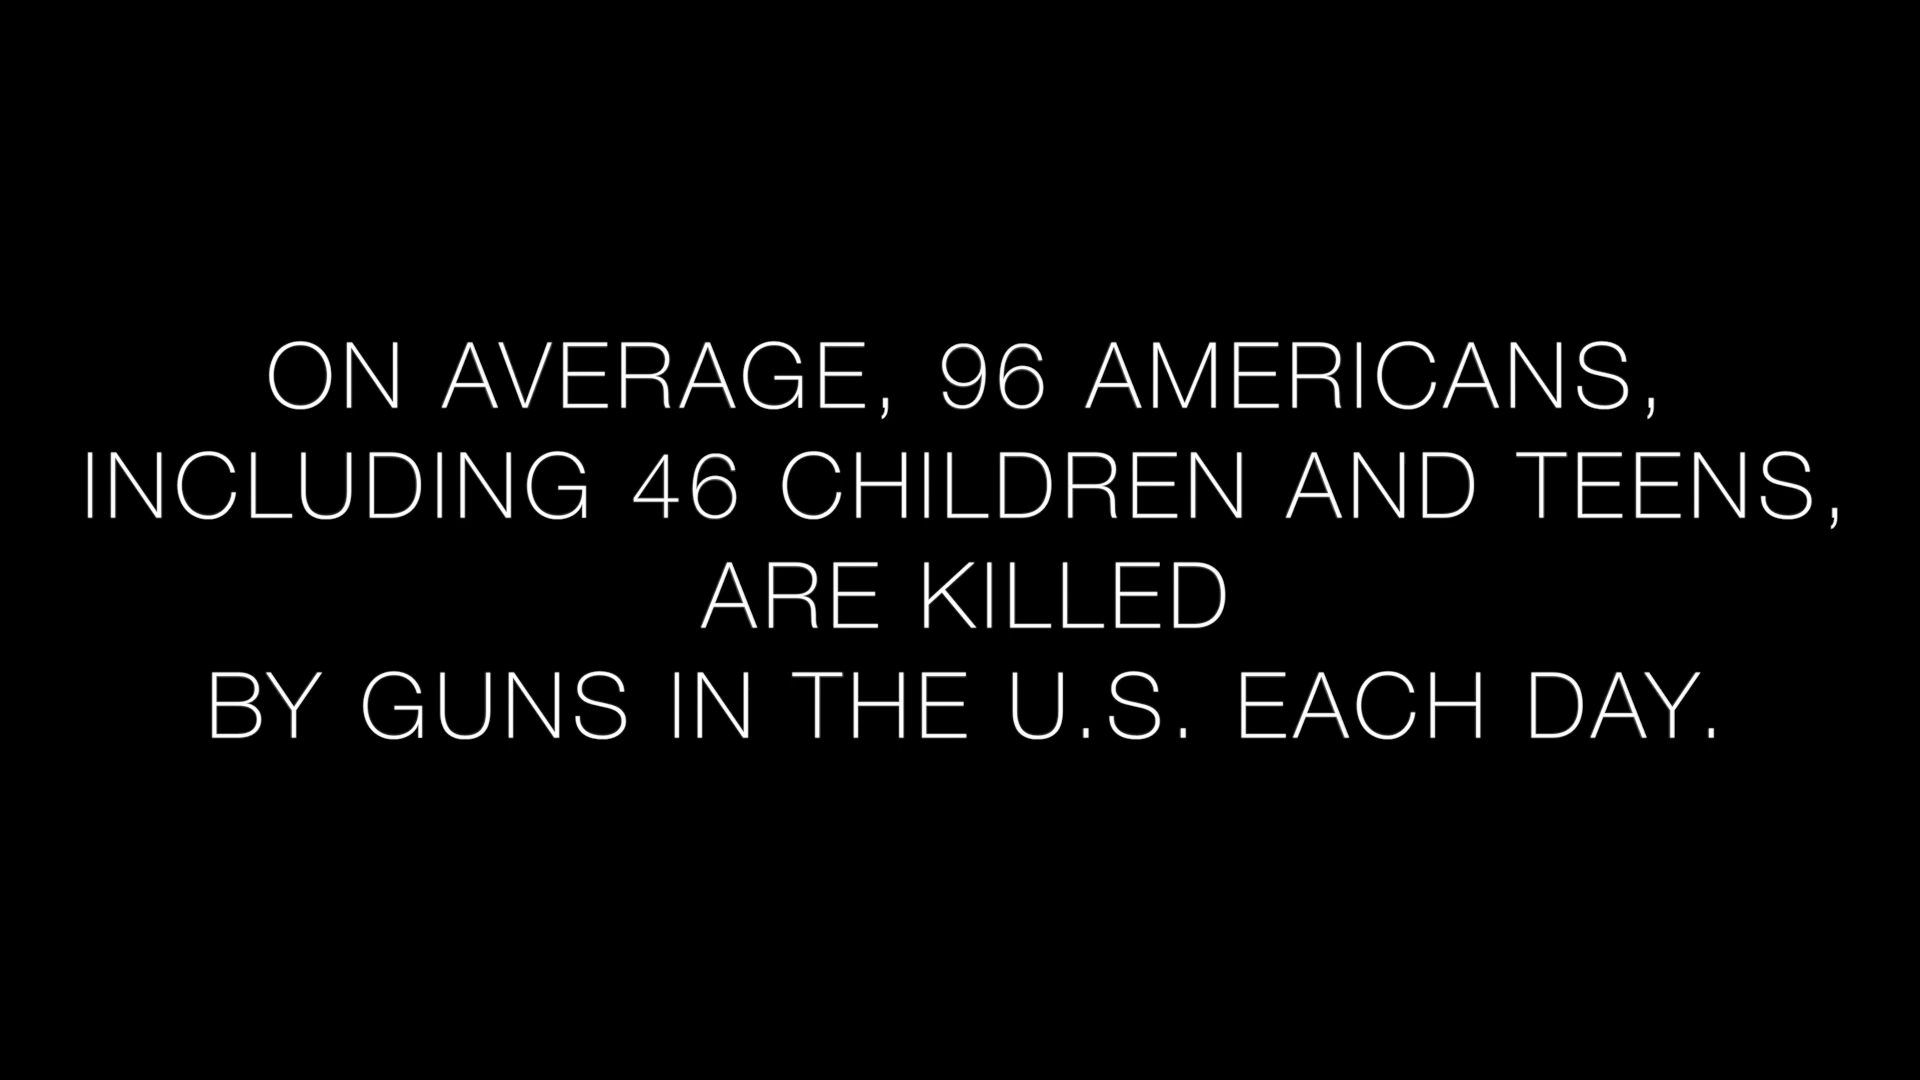 ON AVERAGE, 96 AMERICANS,
INCLUDING 46 CHILDREN AND TEENS,
ARE KILLED
BY GUNS IN THE U.S. EACH DAY.